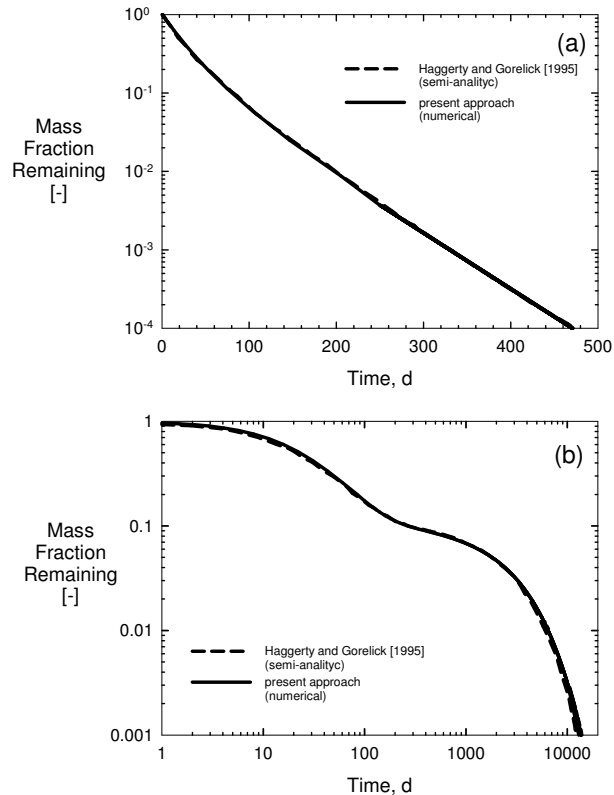 10⁰
(a)
Haggerty and Gorelick [1995]
(semi-analityc)
present approach
(numerical)
10⁻¹
Mass
Fraction
Remaining
[-]
10⁻²
10⁻³
10⁻⁴
0 100 200 300 400 500
Time, d
1
(b)
0.1
Mass
Fraction
Remaining
[-]
0.01
Haggerty and Gorelick [1995]
(semi-analityc)
present approach
(numerical)
0.001
1 10 100 1000 10000
Time, d